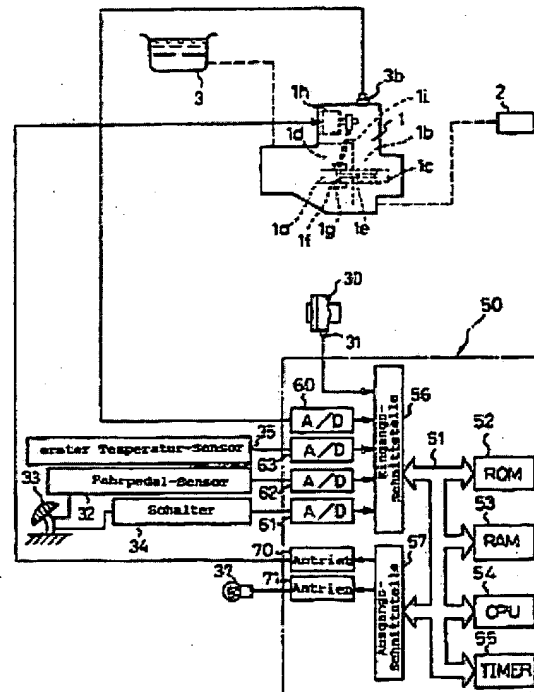 3
3b
1h
1i
1
1d
1b
2
1c
1a
1f
1g
1e
30
50
31
60
56
A/D
51
52
35
erster Temperatur-Sensor
A/D
ROM
63
Eingangs-Schnittstelle
33
Fahrpedal-Sensor
A/D
53
32
62
RAM
Schalter
A/D
34
61
57
54
70
Antrieb
CPU
37
71
Antrieb
Ausgangs-Schnittstelle
55
TIMER